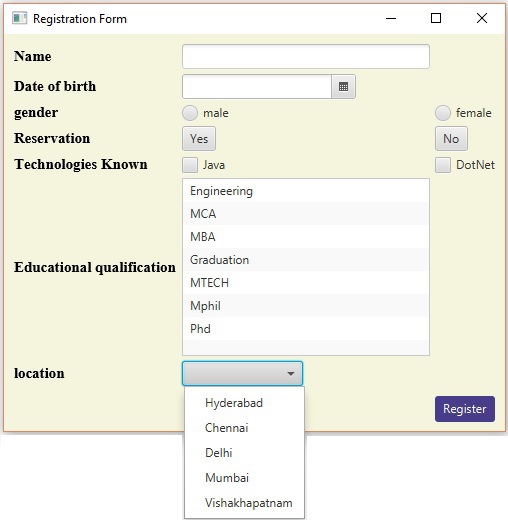 Registration Form
Name
Date of birth
gender male female
Reservation Yes No
Technologies Known Java DotNet
Engineering
MCA
MBA
Graduation
Educational qualification
MTECH
Mphil
Phd
location
Hyderabad
Register
Chennai
Delhi
Mumbai
Vishakhapatnam